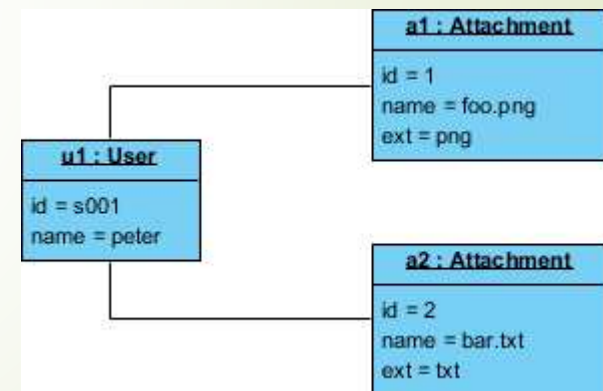 a1 : Attachment
id = 1
name = foo.png
ext = png
u1 : User
id = s001
name = peter
a2 : Attachment
id = 2
name = bar.txt
ext = txt